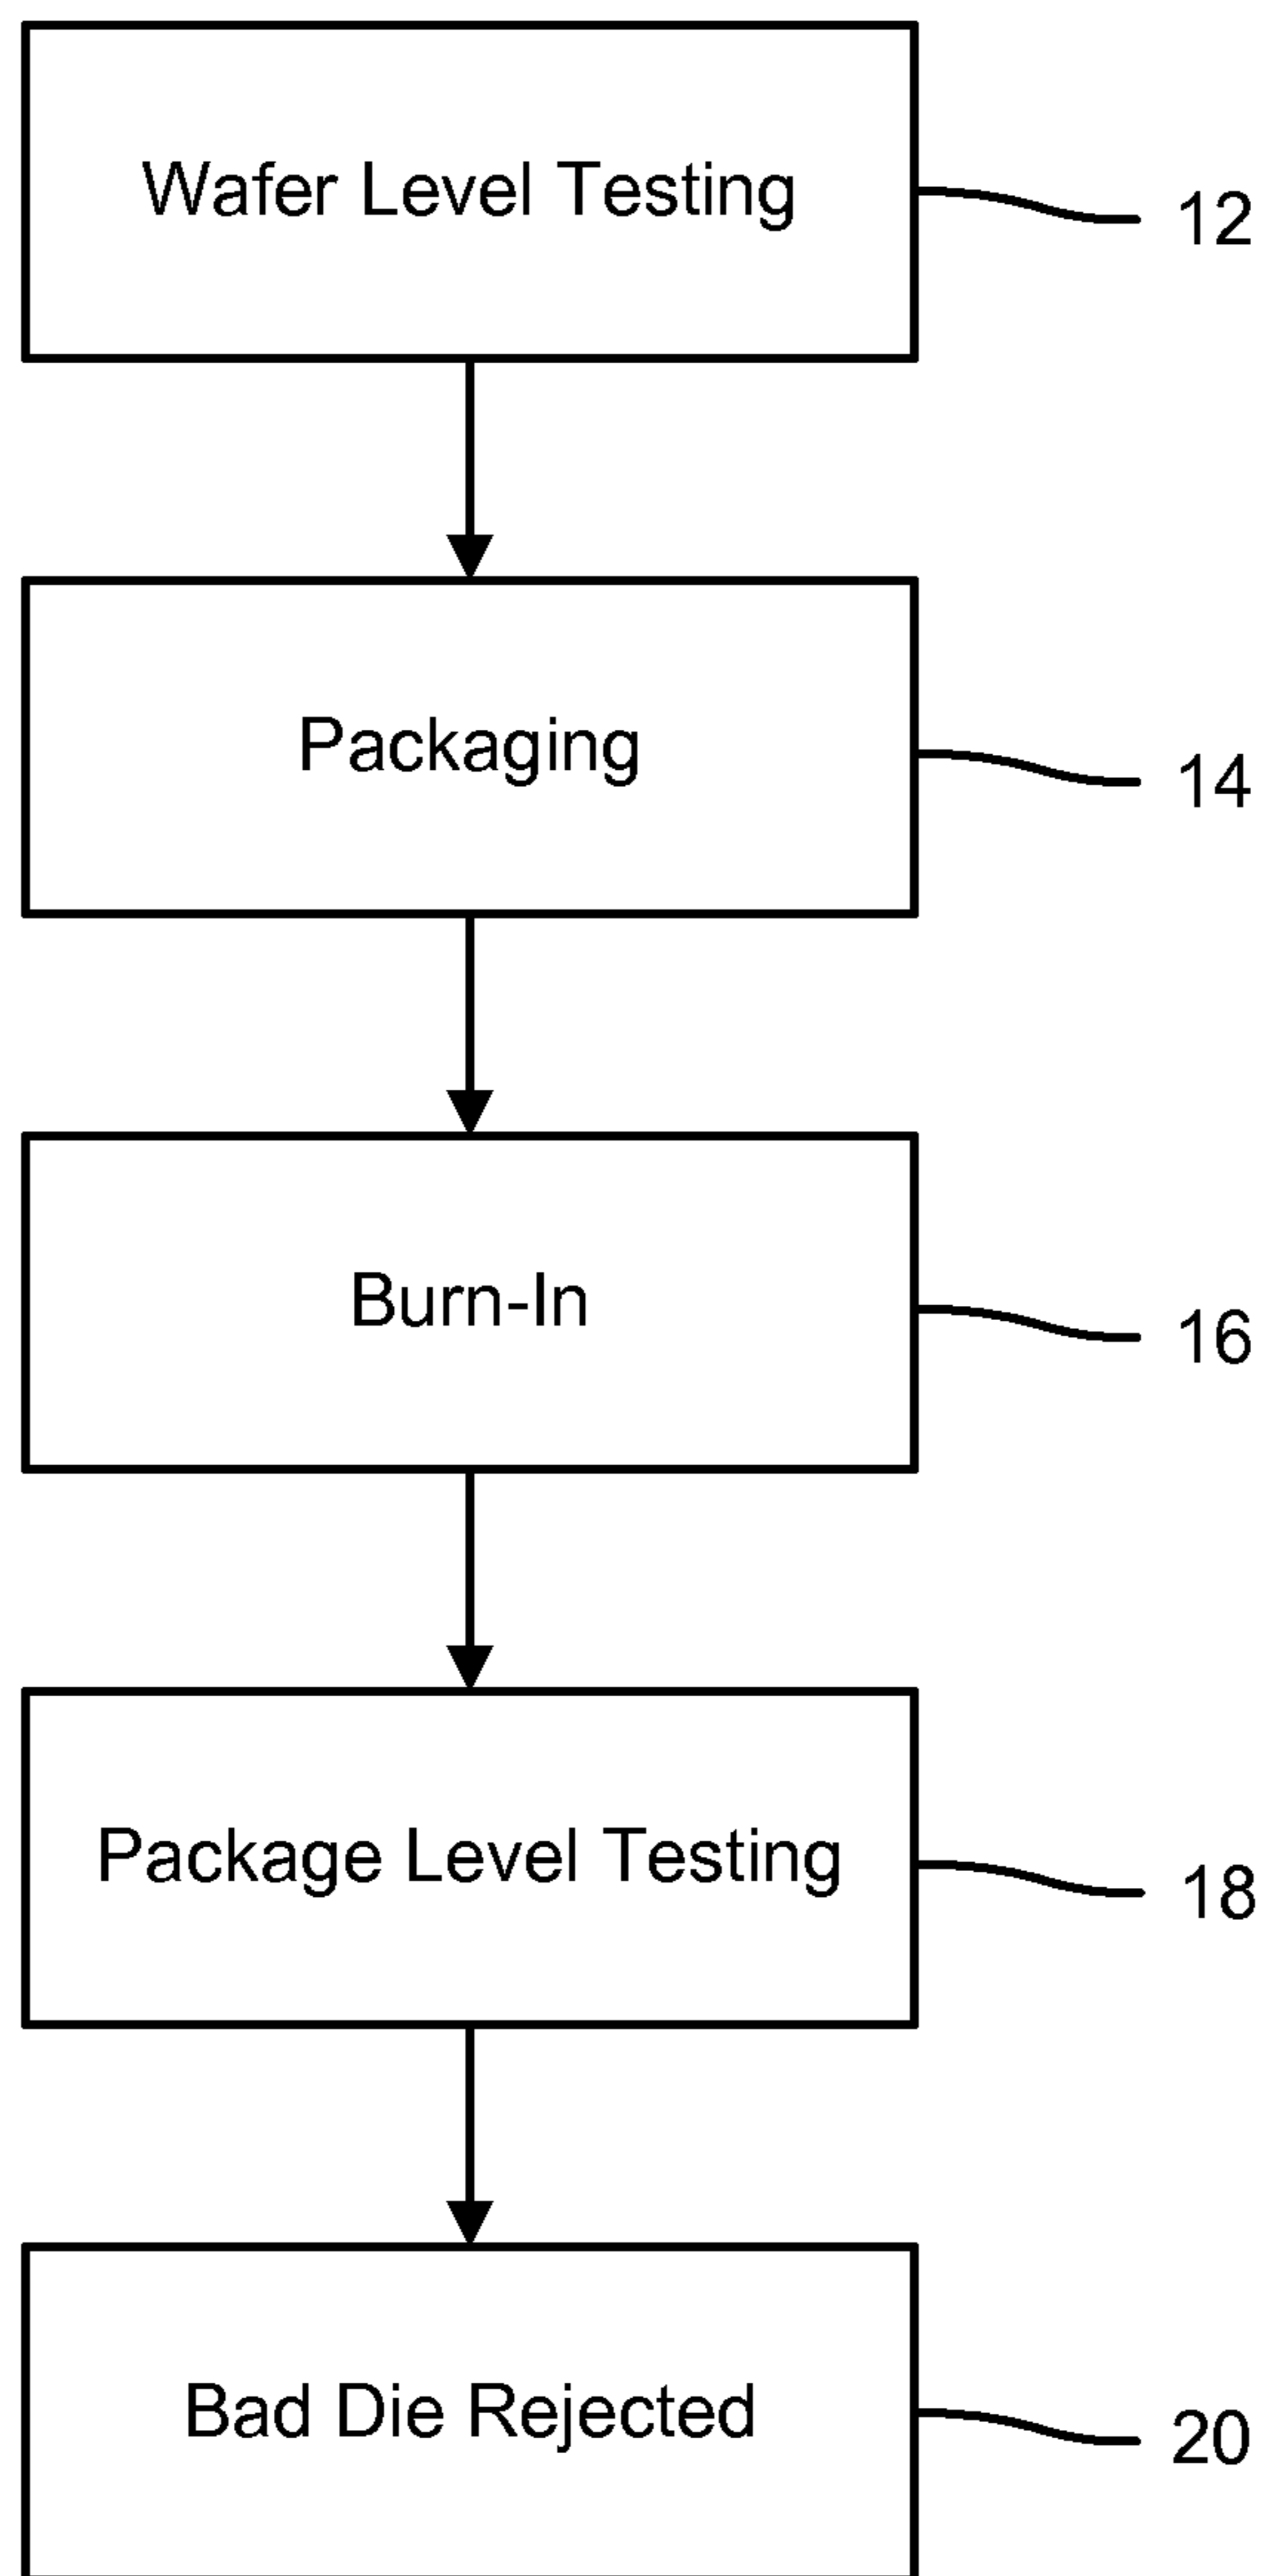 Wafer Level Testing
12
Packaging
14
Burn-In
16
Package Level Testing
18
Bad Die Rejected
20